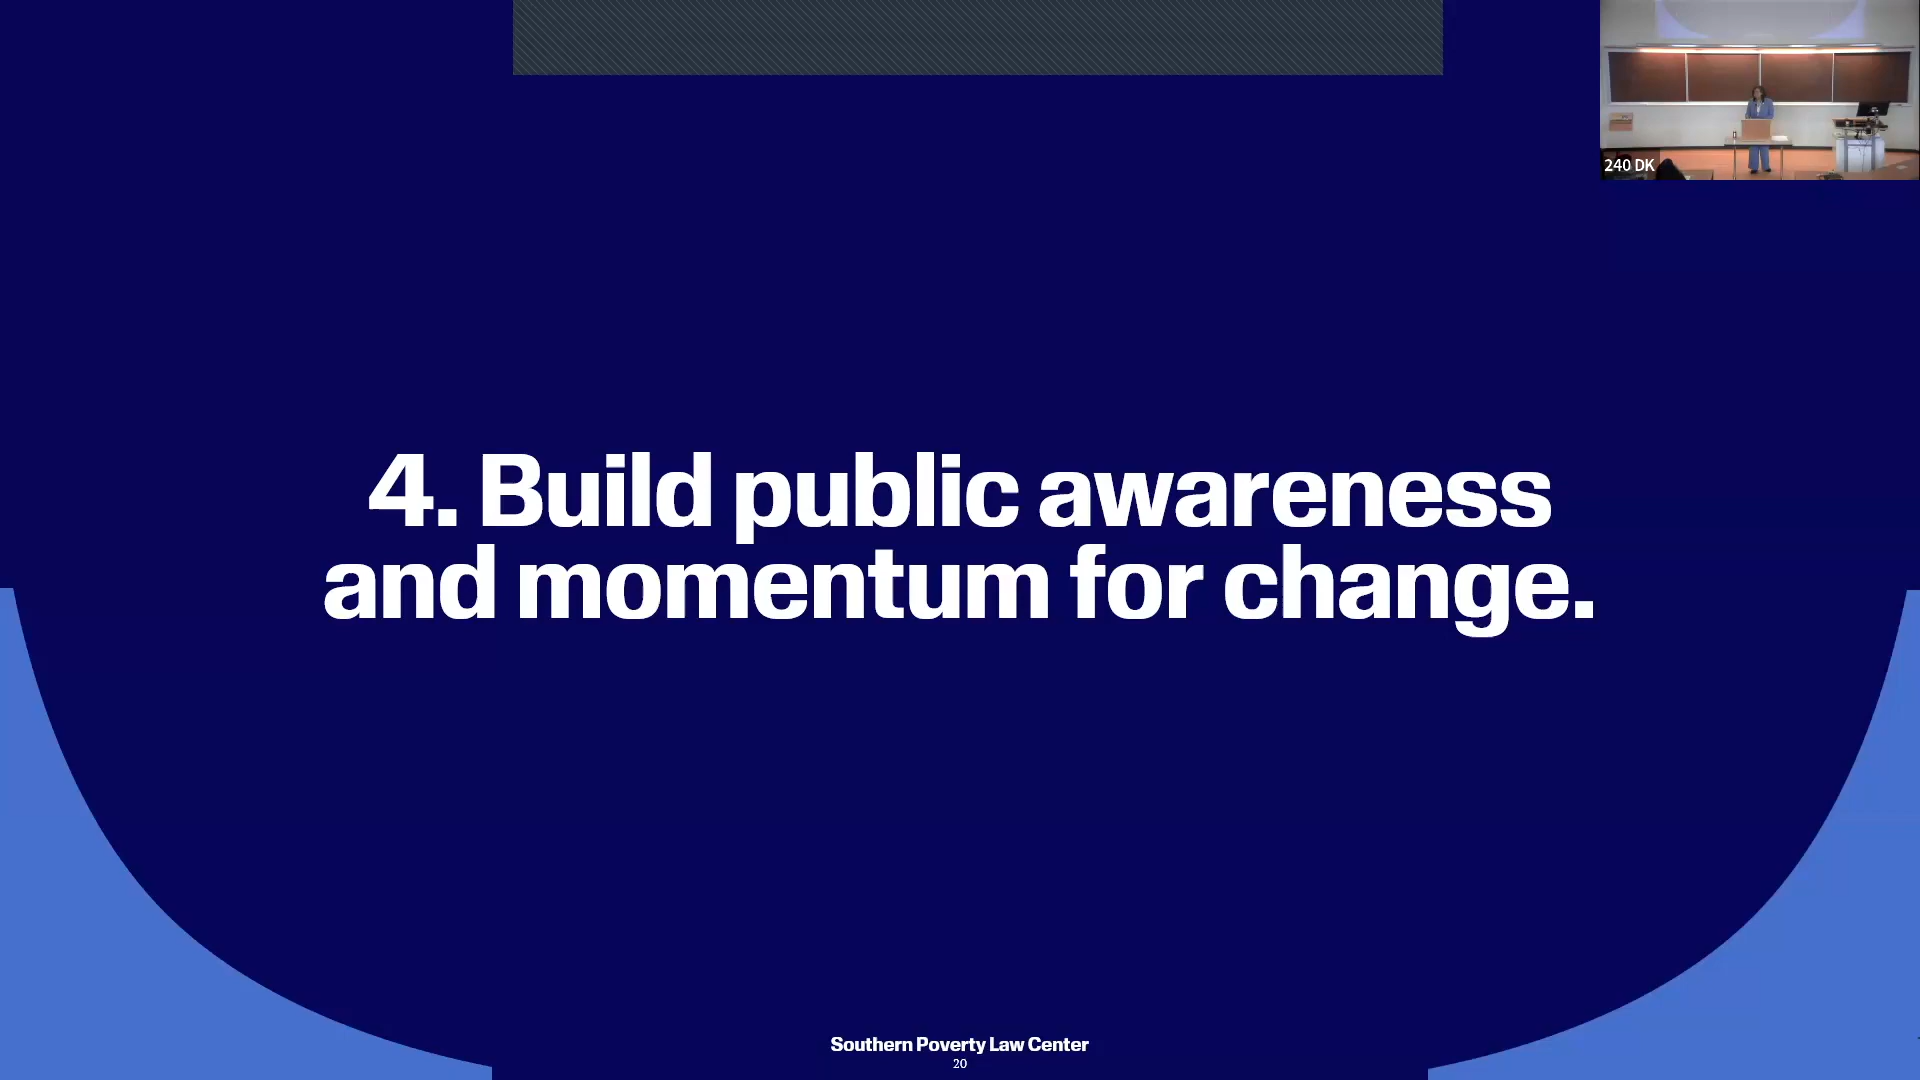 240 DK
4. Build public awareness
and momentum for change.
Southern Poverty Law Center
20